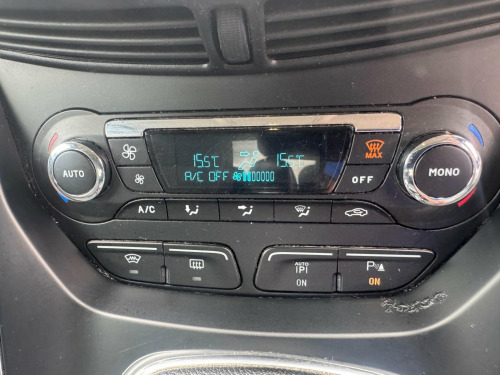 15.5°C 15.5°C
A/C OFF
MAX
AUTO
OFF
MONO
A/C
AUTO
P
ON
ON